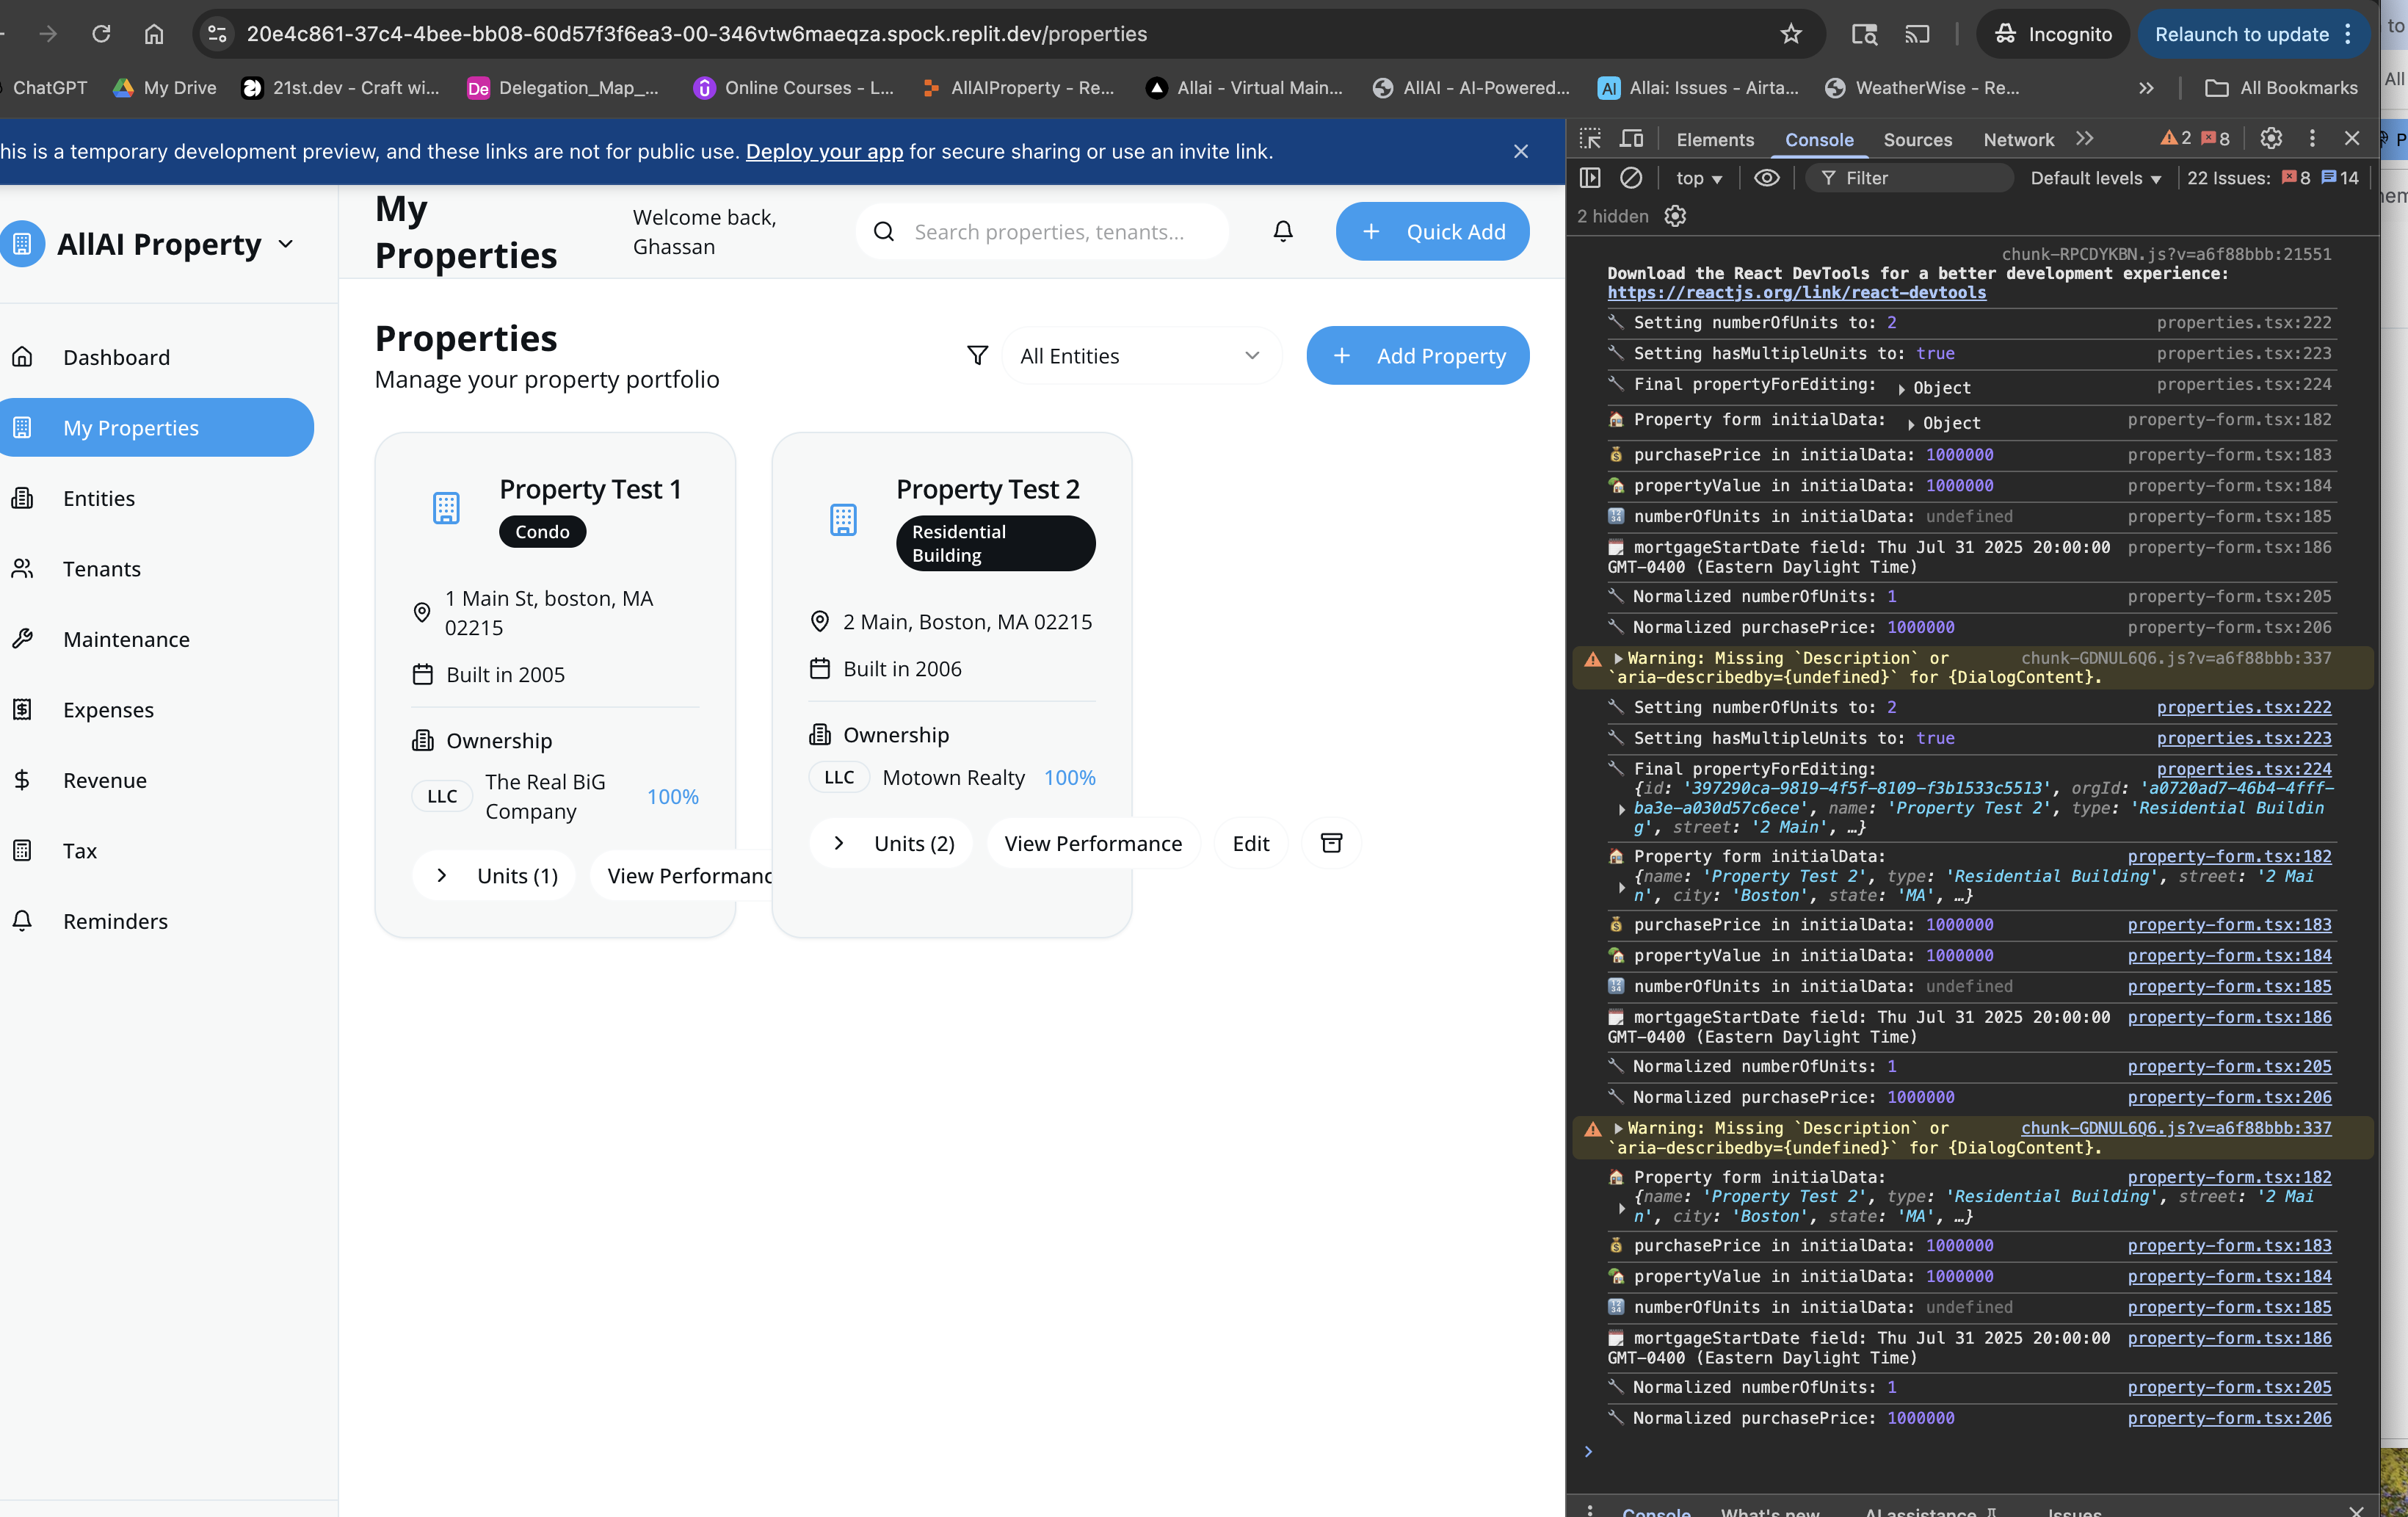 20e4c861-37c4-4bee-bb08-60d57f3f6ea3-00-346vtw6maeqza.spock.replit.dev/properties
Incognito
Relaunch to update
ChatGPT
My Drive
21st.dev - Craft wi...
De
Delegation_Map_...
Online Courses - L...
AllAIProperty - Re...
Allai - Virtual Main...
AllAI - AI-Powered...
AI
Allai: Issues - Airta...
WeatherWise - Re...
All Bookmarks
his is a temporary development preview, and these links are not for public use. Deploy your app for secure sharing or use an invite link.
AllAI Property
Dashboard
My Properties
Entities
Tenants
Maintenance
Expenses
Revenue
Tax
Reminders
My
Properties
Welcome back,
Ghassan
Search properties, tenants...
Quick Add
Properties
Manage your property portfolio
All Entities
Add Property
Property Test 1
Condo
1 Main St, boston, MA
02215
Built in 2005
Ownership
LLC
The Real BiG
Company
100%
Units (1)
View Performanc
Property Test 2
Residential
Building
2 Main, Boston, MA 02215
Built in 2006
Ownership
LLC
Motown Realty
100%
Units (2)
View Performance
Edit
Elements
Console
Sources
Network
2
8
top
Filter
Default levels
22 Issues:
8
14
2 hidden
chunk-RPCDYKBN.js?v=a6f88bbb:21551
Download the React DevTools for a better development experience:
https://reactjs.org/link/react-devtools
Setting numberOfUnits to: 2 properties.tsx:222
Setting hasMultipleUnits to: true properties.tsx:223
Final propertyForEditing: Object properties.tsx:224
Property form initialData: Object property-form.tsx:182
purchasePrice in initialData: 1000000 property-form.tsx:183
propertyValue in initialData: 1000000 property-form.tsx:184
numberOfUnits in initialData: undefined property-form.tsx:185
mortgageStartDate field: Thu Jul 31 2025 20:00:00 property-form.tsx:186
GMT-0400 (Eastern Daylight Time)
Normalized numberOfUnits: 1 property-form.tsx:205
Normalized purchasePrice: 1000000 property-form.tsx:206
Warning: Missing `Description` or chunk-GDNUL6Q6.js?v=a6f88bbb:337
`aria-describedby={undefined}` for {DialogContent}.
Setting numberOfUnits to: 2 properties.tsx:222
Setting hasMultipleUnits to: true properties.tsx:223
Final propertyForEditing: properties.tsx:224
{id: '397290ca-9819-4f5f-8109-f3b1533c5513', orgId: 'a0720ad7-46b4-4fff-
ba3e-a030d57c6ece', name: 'Property Test 2', type: 'Residential Buildin
g', street: '2 Main', …}
Property form initialData: property-form.tsx:182
{name: 'Property Test 2', type: 'Residential Building', street: '2 Mai
n', city: 'Boston', state: 'MA', …}
purchasePrice in initialData: 1000000 property-form.tsx:183
propertyValue in initialData: 1000000 property-form.tsx:184
numberOfUnits in initialData: undefined property-form.tsx:185
mortgageStartDate field: Thu Jul 31 2025 20:00:00 property-form.tsx:186
GMT-0400 (Eastern Daylight Time)
Normalized numberOfUnits: 1 property-form.tsx:205
Normalized purchasePrice: 1000000 property-form.tsx:206
Warning: Missing `Description` or chunk-GDNUL6Q6.js?v=a6f88bbb:337
`aria-describedby={undefined}` for {DialogContent}.
Property form initialData: property-form.tsx:182
{name: 'Property Test 2', type: 'Residential Building', street: '2 Mai
n', city: 'Boston', state: 'MA', …}
purchasePrice in initialData: 1000000 property-form.tsx:183
propertyValue in initialData: 1000000 property-form.tsx:184
numberOfUnits in initialData: undefined property-form.tsx:185
mortgageStartDate field: Thu Jul 31 2025 20:00:00 property-form.tsx:186
GMT-0400 (Eastern Daylight Time)
Normalized numberOfUnits: 1 property-form.tsx:205
Normalized purchasePrice: 1000000 property-form.tsx:206
Console
What's new
AI assistance
Issues
to
All